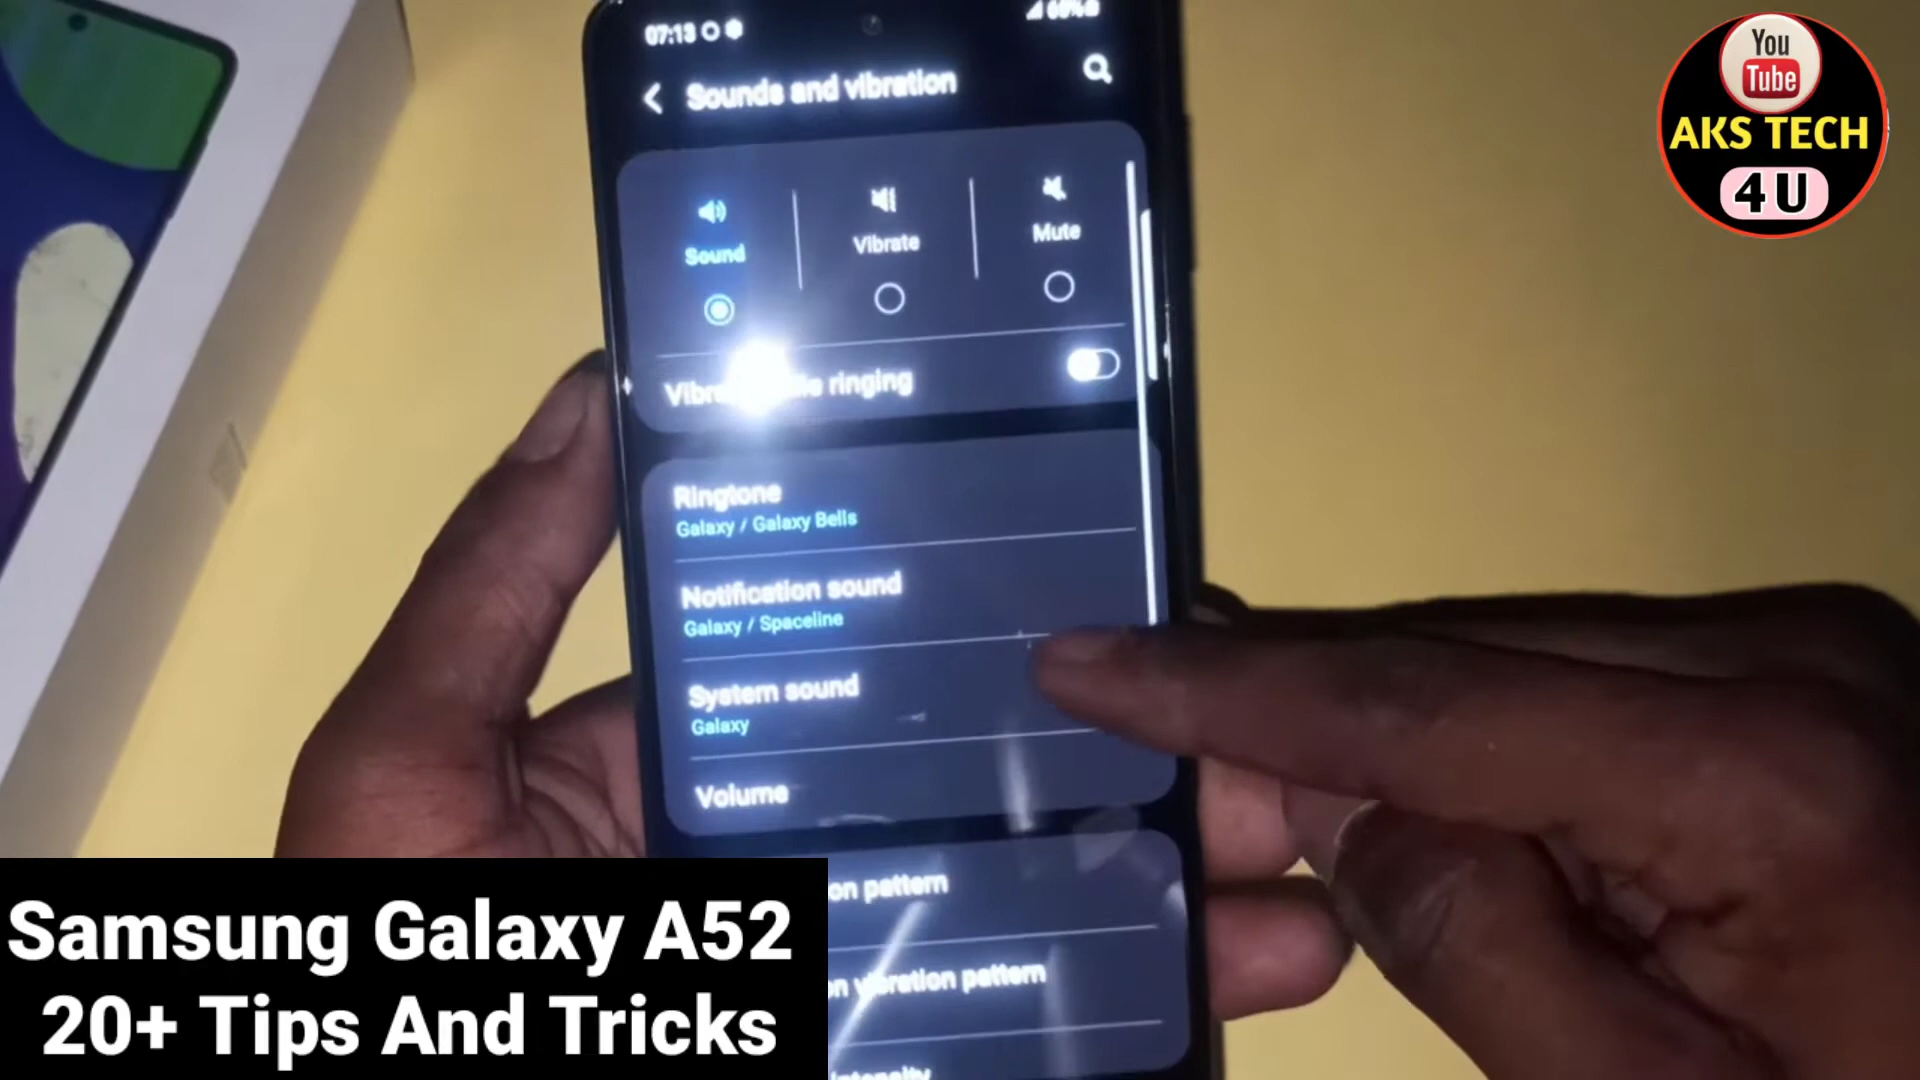 07:13
Sounds and vibration
Sound
Vibrate
Mute
ringing
Ringtone
Galaxy / Galaxy Bells
Notification sound
Galaxy / Spaceline
System sound
Galaxy
Volume
pattern
vibration pattern
intensity
You
Tube
AKS TECH
4U
Samsung Galaxy A52
20+ Tips And Tricks